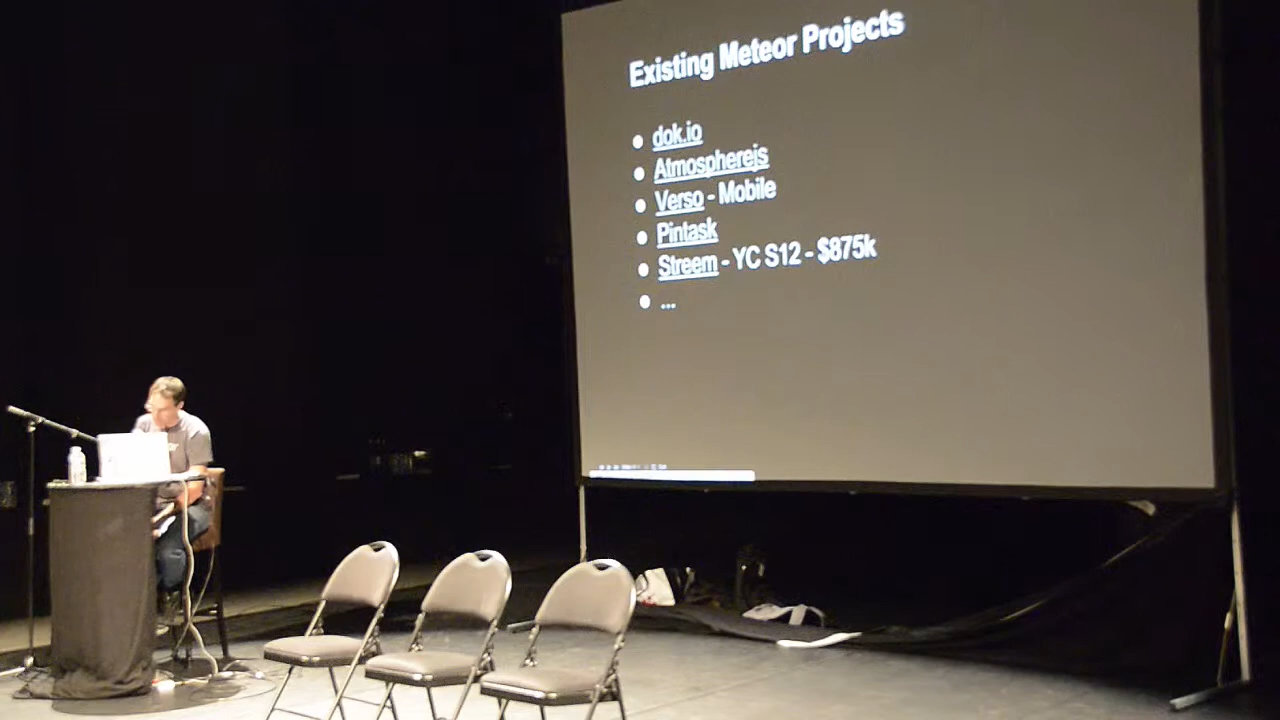 Existing Meteor Projects
● dok.io
● Atmospherejs
● Verso - Mobile
● Pintask
● Streem - YC S12 - $875k
● ...